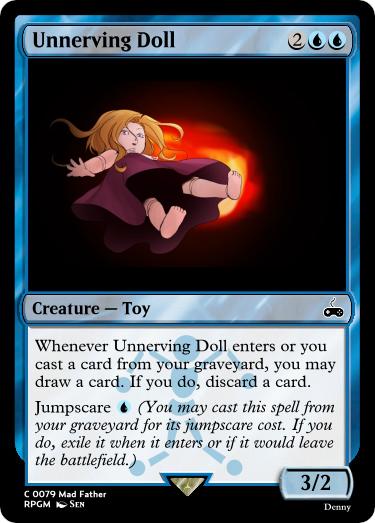 Unnerving Doll 2
Creature — Toy
Whenever Unnerving Doll enters or you
cast a card from your graveyard, you may
draw a card. If you do, discard a card.
Jumpscare (You may cast this spell from
your graveyard for its jumpscare cost. If you
do, exile it when it enters or if it would leave
the battlefield.)
3/2
C 0079 Mad Father
RPGM Sen
Denny